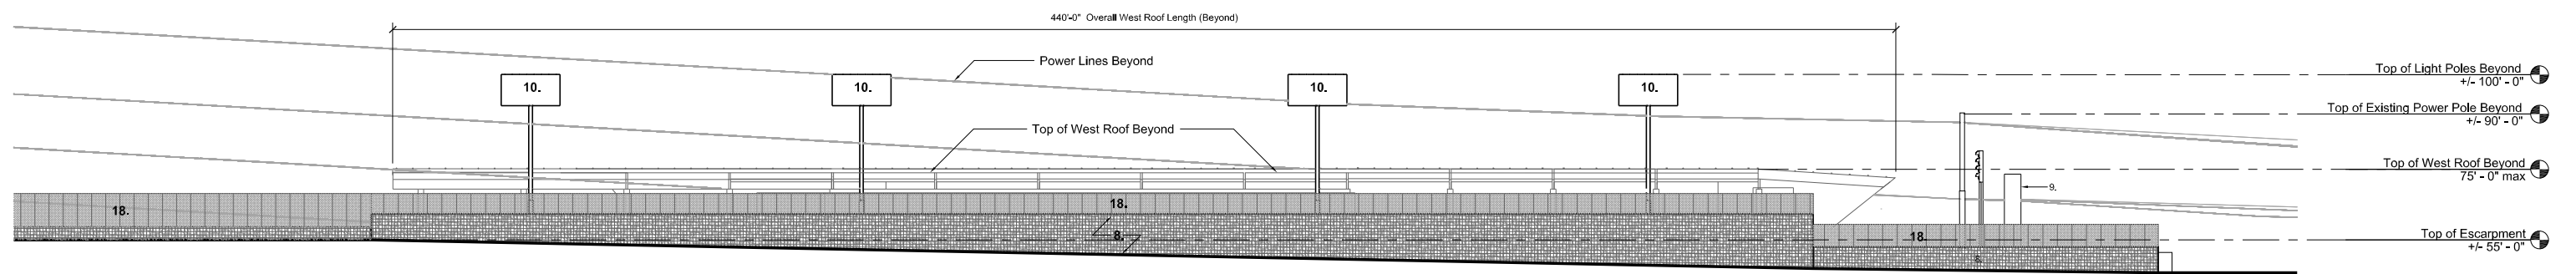 440'-0" Overall West Roof Length (Beyond)
Power Lines Beyond
Top of Light Poles Beyond
+/- 100' - 0"
10.
10.
10.
10.
Top of Existing Power Pole Beyond
+/- 90' - 0"
Top of West Roof Beyond
Top of West Roof Beyond
75' - 0" max
9.
18.
18.
8.
18.
Top of Escarpment
+/- 55' - 0"
8.